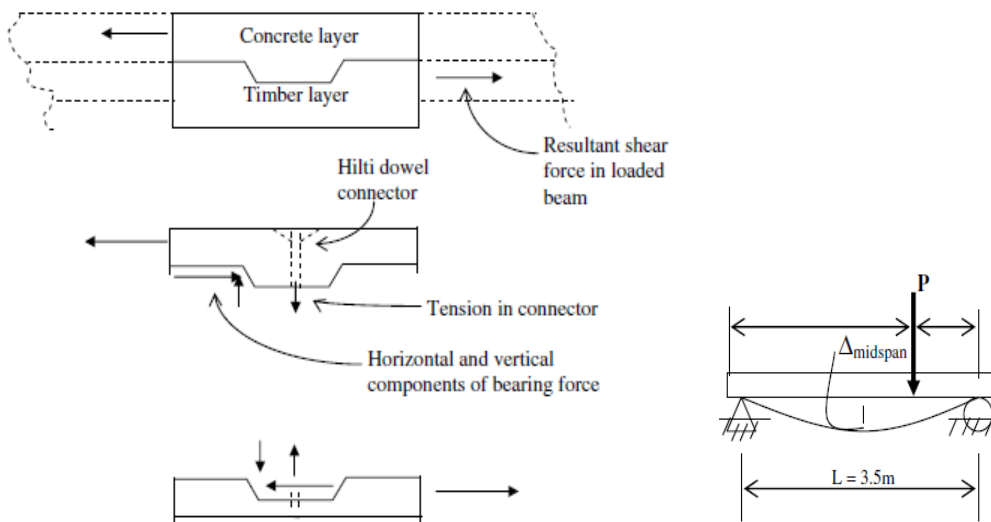 Concrete layer
Timber layer
Resultant shear
force in loaded
beam
Hilti dowel
connector
Tension in connector
Horizontal and vertical
components of bearing force
P
Δmidspan
L = 3.5m